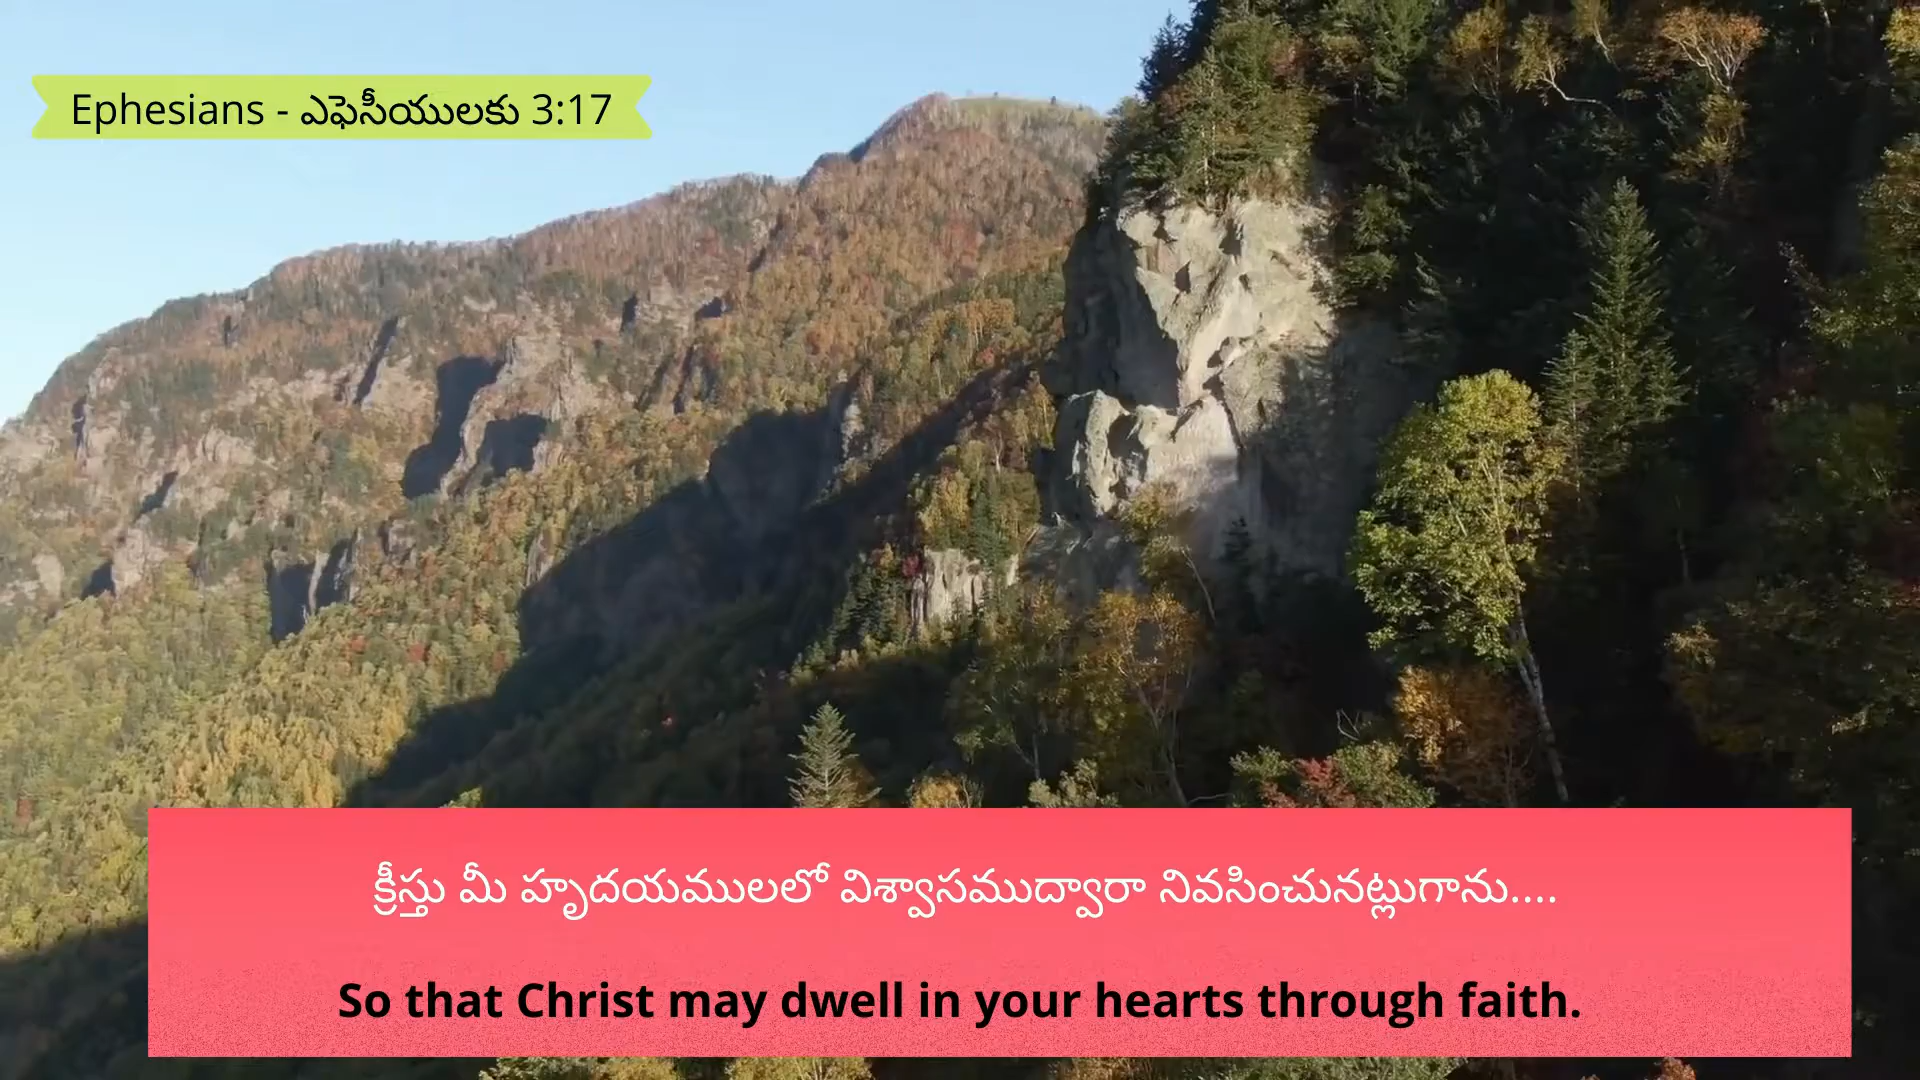 Ephesians - ఎఫెసీయులకు 3:17
క్రీస్తు మీ హృదయములలో విశ్వాసముద్వారా నివసించునట్లుగాను....
So that Christ may dwell in your hearts through faith.